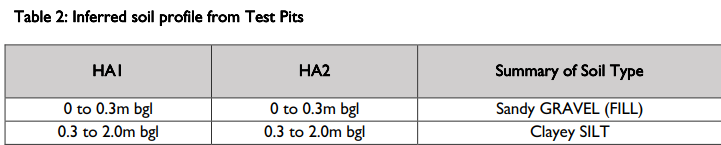 Table 2: Inferred soil profile from Test Pits
HA1 HA2 Summary of Soil Type
0 to 0.3m bgl 0 to 0.3m bgl Sandy GRAVEL (FILL)
0.3 to 2.0m bgl 0.3 to 2.0m bgl Clayey SILT